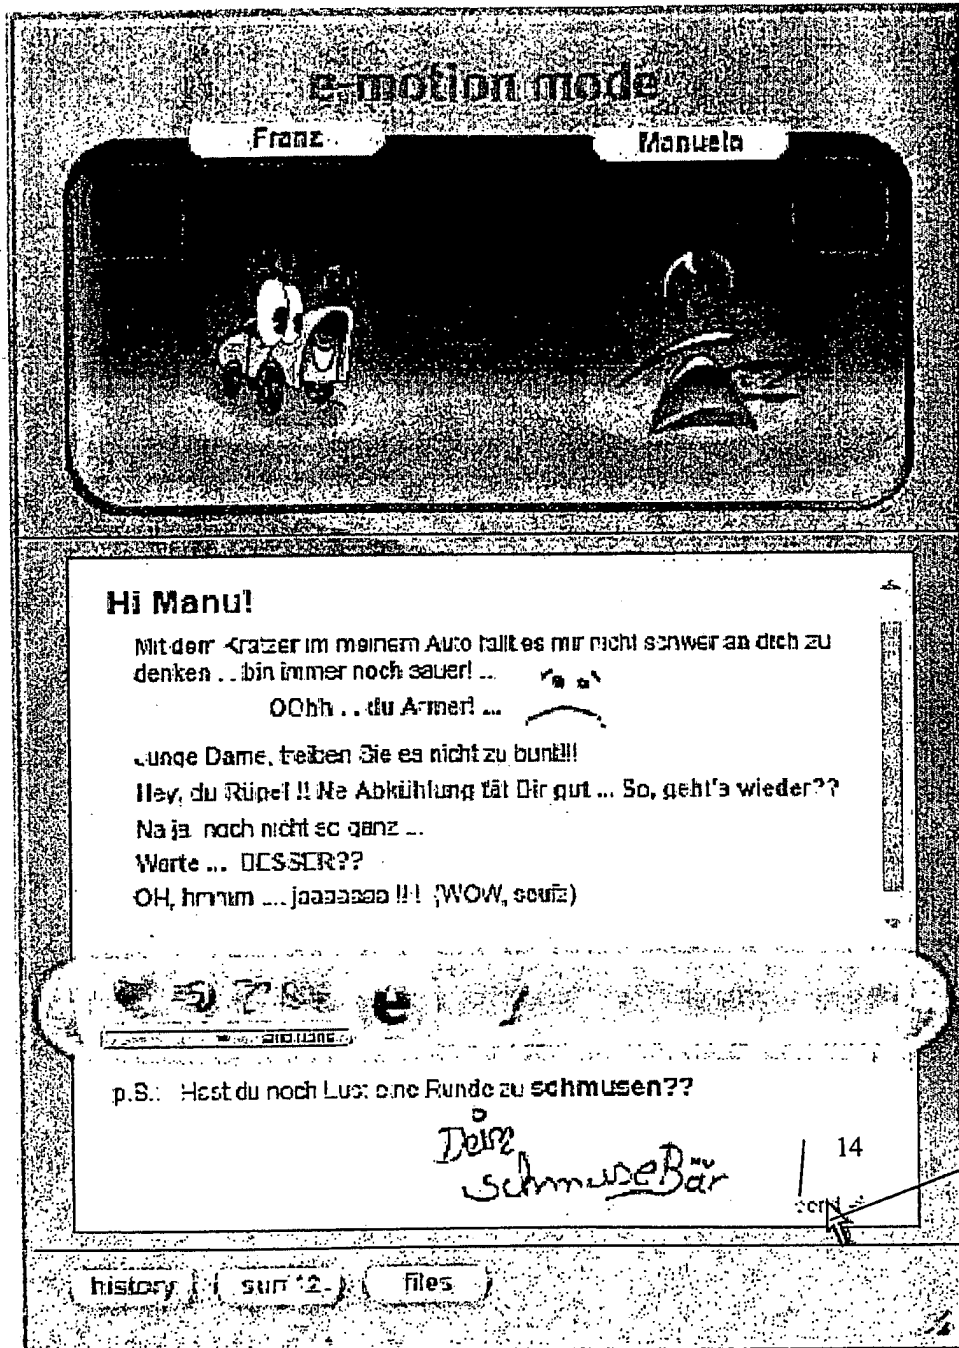 e-motion mode
Franz
Manuela
Hi Manu!
Mit dem Kratzer im meinem Auto fällt es mir nicht schwer an dich zu
denken . . bin immer noch sauer! ...
OOhh . . du Armer! ...
Junge Dame, treiben Sie es nicht zu bunt!!!
Hey, du Rüpel !! Ne Abkühlung tät Dir gut ... So, geht's wieder??
Na ja noch nicht so ganz ...
Warte ... BESSER??
OH, hmmm .... jaaaaaaa !!! (WOW, seufz)
e
p.S.: Hast du noch Lust eine Runde zu schmusen??
Dein
SchmuseBär
14
send
history
surf
files